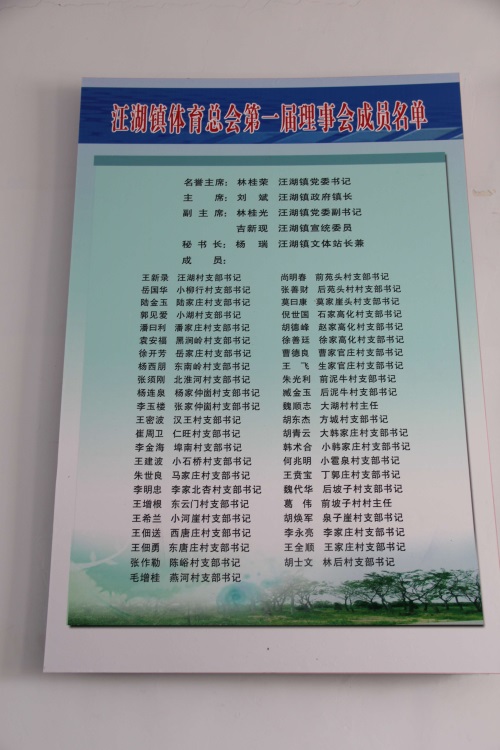 汪湖镇体育总会第一届理事会成员名单
名誉主席：林桂荣 汪湖镇党委书记
主 席：刘 斌 汪湖镇政府镇长
副 主 席：林桂光 汪湖镇党委副书记
吉新现 汪湖镇宣统委员
秘 书 长：杨 瑞 汪湖镇文体站长兼
成 员：
王新录 汪湖村支部书记
岳国华 小柳行村支部书记
陆金玉 陆家庄村支部书记
郭见爱 小湖村支部书记
潘日利 潘家庄村支部书记
袁安福 黑涧岭村支部书记
徐开芳 岳家庄村支部书记
杨西朋 东南岭村支部书记
张须刚 北淮河村支部书记
杨连泉 杨家仲崮村支部书记
李玉楼 张家仲崮村支部书记
王密波 汉王村支部书记
崔周卫 仁旺村支部书记
李金海 埠南村支部书记
王建波 小石桥村支部书记
朱世良 马家庄村支部书记
李明忠 李家北杏村支部书记
王增根 东云门村支部书记
王希兰 小河崖村支部书记
王佃送 西唐庄村支部书记
王佃勇 东唐庄村支部书记
张作勒 陈峪村支部书记
毛增桂 燕河村支部书记
尚明春 前苑头村支部书记
张善财 后苑头村村支部书记
莫日康 莫家崖头村支部书记
倪世国 石家高化村支部书记
胡德峰 赵家高化村支部书记
徐善廷 徐家高化村支部书记
曹德良 曹家官庄村支部书记
王 飞 生家官庄村支部书记
朱光利 前泥牛村支部书记
臧金玉 后泥牛村支部书记
魏顺志 大湖村村主任
胡东杰 方城村支部书记
胡青云 大韩家庄村支部书记
韩术合 小韩家庄村支部书记
何兆明 小雹泉村支部书记
王贲宝 丁郭庄村支部书记
魏代华 后坡子村支部书记
葛 伟 前坡子村村主任
胡焕军 泉子崖村支部书记
李永亮 丁家庄村支部书记
王全顺 王家庄村支部书记
胡士文 林后村支部书记